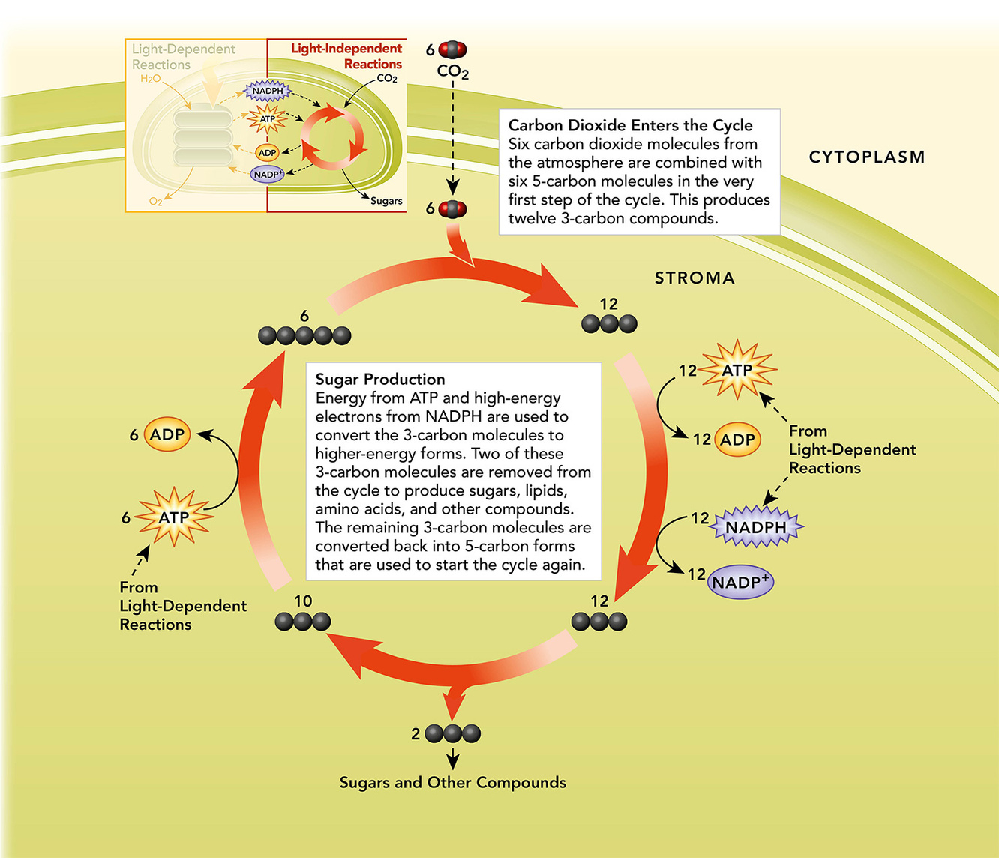 Light-Dependent
Reactions
H2O
O2
Light-Independent
Reactions
CO2
NADPH
ATP
ADP
NADP+
Sugars
6
CO2
6
Carbon Dioxide Enters the Cycle
Six carbon dioxide molecules from
the atmosphere are combined with
six 5-carbon molecules in the very
first step of the cycle. This produces
twelve 3-carbon compounds.
CYTOPLASM
STROMA
6
12
12 ATP
12 ADP
From
Light-Dependent
Reactions
12 NADPH
12 NADP+
Sugar Production
Energy from ATP and high-energy
electrons from NADPH are used to
convert the 3-carbon molecules to
higher-energy forms. Two of these
3-carbon molecules are removed from
the cycle to produce sugars, lipids,
amino acids, and other compounds.
The remaining 3-carbon molecules are
converted back into 5-carbon forms
that are used to start the cycle again.
6 ADP
6 ATP
From
Light-Dependent
Reactions
10
12
2
Sugars and Other Compounds